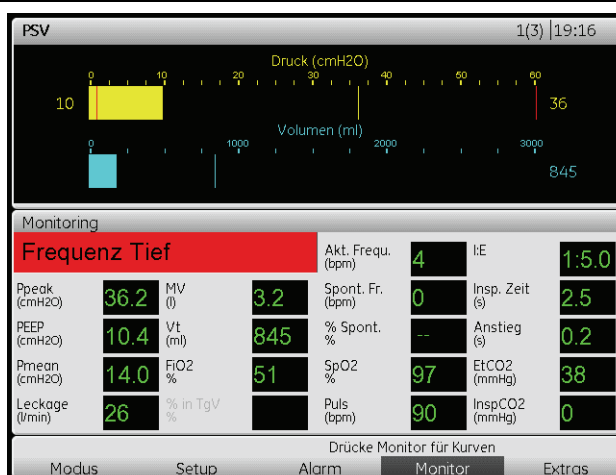 PSV 1(3) |19:16
Druck (cmH2O)
0 10 20 30 40 50 60
10 36
Volumen (ml)
0 1000 2000 3000
845
Monitoring
Frequenz Tief
Akt. Frequ. (bpm) 4 I:E 1:5.0
Ppeak (cmH2O) 36.2 MV (l) 3.2 Spont. Fr. (bpm) 0 Insp. Zeit (s) 2.5
PEEP (cmH2O) 10.4 Vt (ml) 845 % Spont. % -- Anstieg (s) 0.2
Pmean (cmH2O) 14.0 FiO2 % 51 SpO2 % 97 EtCO2 (mmHg) 38
Leckage (l/min) 26 % in TgV % Puls (bpm) 90 InspCO2 (mmHg) 0
Drücke Monitor für Kurven
Modus Setup Alarm Monitor Extras